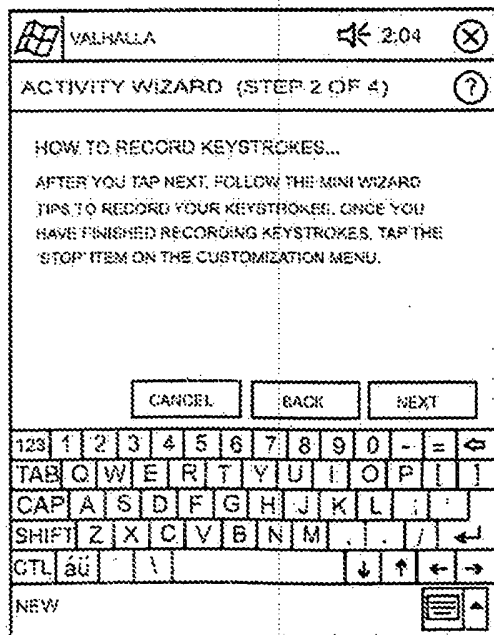 VALHALLA 2:04
ACTIVITY WIZARD (STEP 2 OF 4) ?
HOW TO RECORD KEYSTROKES...
AFTER YOU TAP NEXT, FOLLOW THE MINI WIZARD
TIPS TO RECORD YOUR KEYSTROKES. ONCE YOU
HAVE FINISHED RECORDING KEYSTROKES, TAP THE
'STOP' ITEM ON THE CUSTOMIZATION MENU.
CANCEL BACK NEXT
123 1 2 3 4 5 6 7 8 9 0 - =
TAB Q W E R T Y U I O P [ ]
CAP A S D F G H J K L ; '
SHIFT Z X C V B N M , . /
CTL áü ` \
NEW